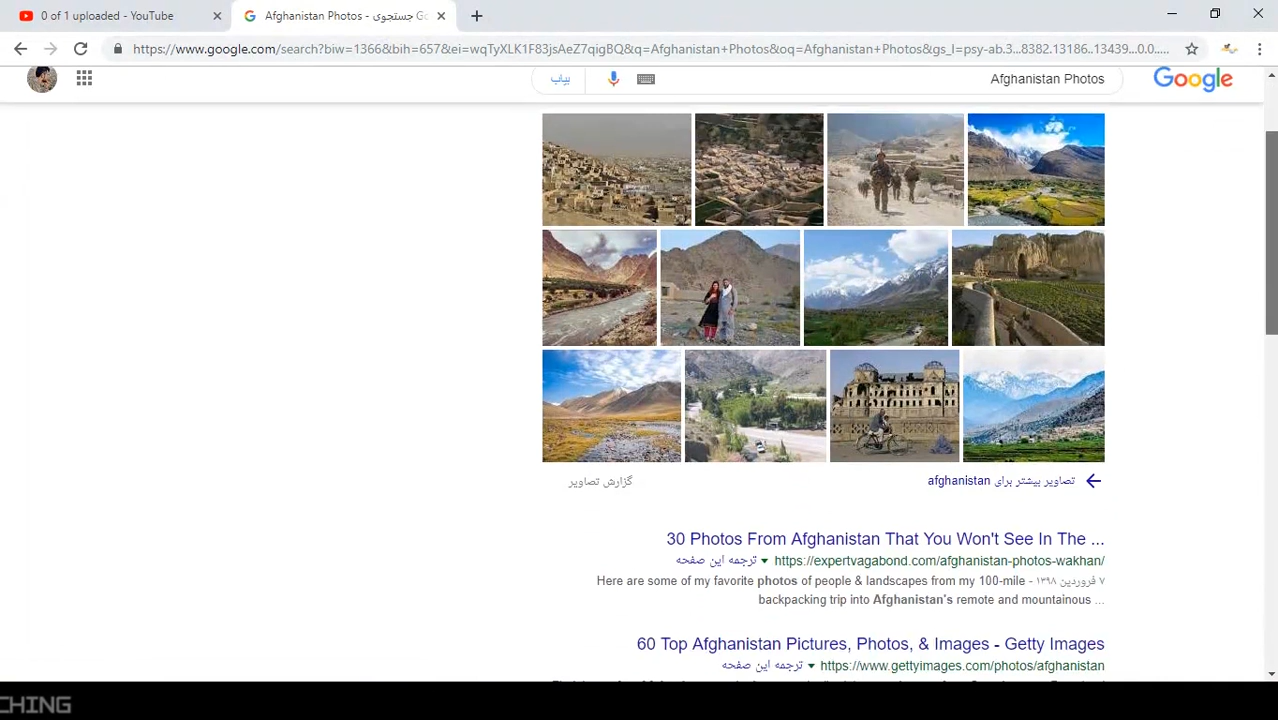 0 of 1 uploaded - YouTube
Afghanistan Photos - جستجوی Go
https://www.google.com/search?biw=1366&bih=657&ei=wqTyXLK1F83jsAeZ7qigBQ&q=Afghanistan+Photos&oq=Afghanistan+Photos&gs_l=psy-ab.3...8382.13186..13439...0.0.....
بیاب
Afghanistan Photos
Google
تصاویر بیشتر برای afghanistan
گزارش تصاویر
30 Photos From Afghanistan That You Won't See In The ...
https://expertvagabond.com/afghanistan-photos-wakhan/ ▾ ترجمه این صفحه
۷ فروردین ۱۳۹۸ - Here are some of my favorite photos of people & landscapes from my 100-mile
backpacking trip into Afghanistan's remote and mountainous ...
60 Top Afghanistan Pictures, Photos, & Images - Getty Images
https://www.gettyimages.com/photos/afghanistan ▾ ترجمه این صفحه
CHING